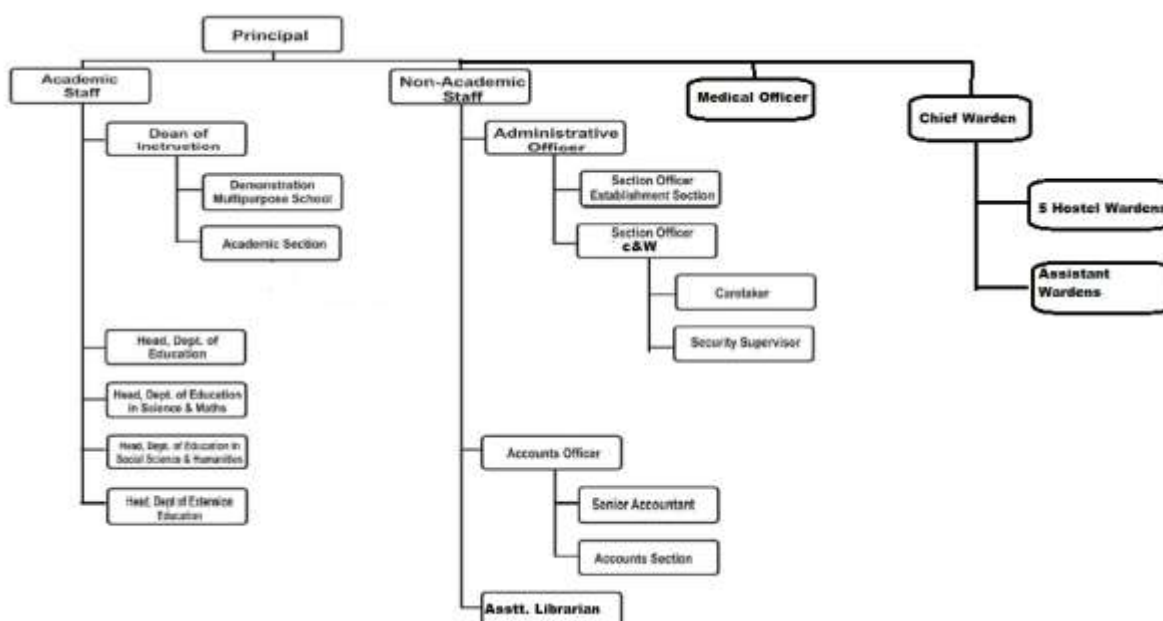 Principal
Academic
Staff
Non-Academic
Staff
Medical Officer
Chief Warden
Dean of
Instruction
Administrative
Officer
Demonstration
Multipurpose School
Section Officer
Establishment Section
5 Hostel Wardens
Academic Section
Section Officer
c&W
Assistant
Wardens
Caretaker
Head, Dept. of
Education
Security Supervisor
Head, Dept. of Education
in Science & Maths
Head, Dept. of Education in
Social Science & Humanities
Accounts Officer
Head, Dept of Extension
Education
Senior Accountant
Accounts Section
Asstt. Librarian